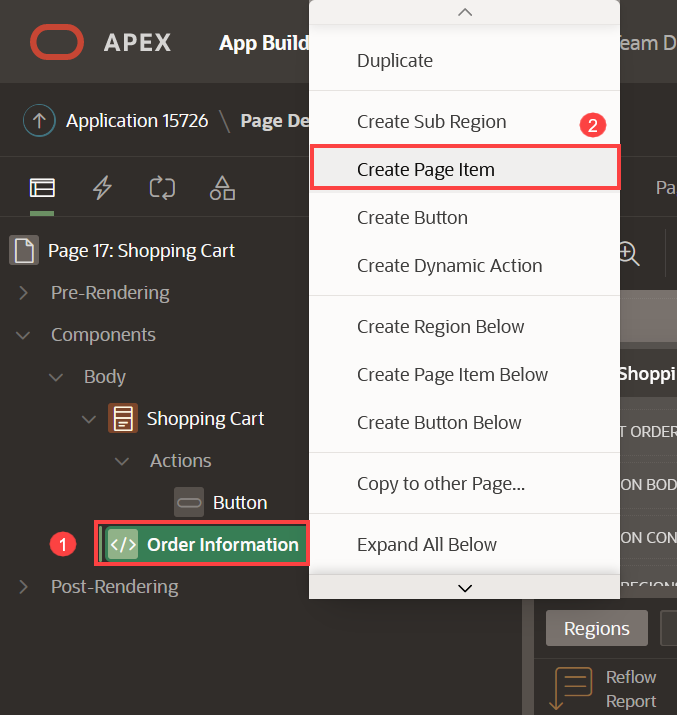 APEX
App Build
Team D
Duplicate
Application 15726 \ Page De
Create Sub Region
2
Create Page Item
Pa
Create Button
Page 17: Shopping Cart
Create Dynamic Action
Pre-Rendering
Components
Create Region Below
Body
Create Page Item Below
Shoppi
Shopping Cart
Create Button Below
T ORDER
Actions
Copy to other Page...
ON BOD
Button
1
Order Information
Expand All Below
ON CON
Post-Rendering
REGION
Regions
Reflow
Report